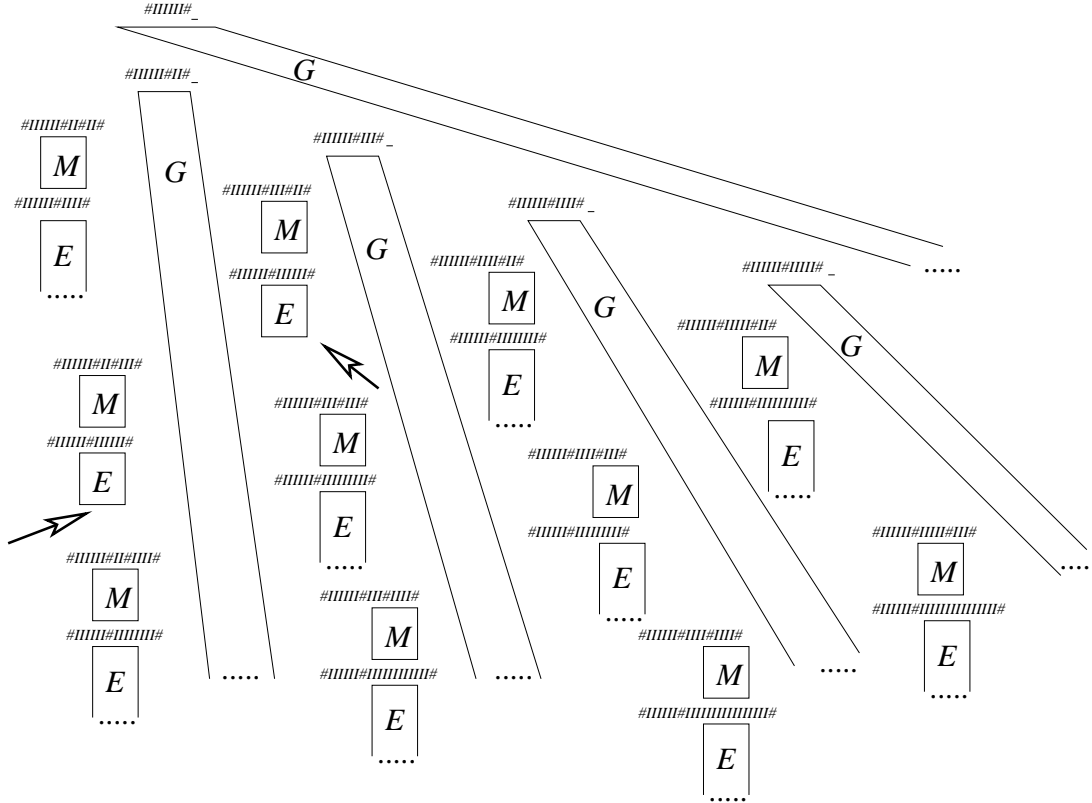 #IIIIII#_
G
#IIIIII#II#_
#IIIIII#II#II#
M
G
#IIIIII#IIII#
E
.....
#IIIIII#III#_
#IIIIII#III#II#
M
G
#IIIIII#IIIIII#
E
#IIIIII#IIII#_
#IIIIII#IIII#II#
M
G
#IIIIII#IIIIIIII#
E
.....
.....
#IIIIII#IIIII#_
#IIIIII#IIIII#II#
M
G
#IIIIII#IIIIIIIIII#
E
.....
#IIIIII#II#III#
M
#IIIIII#IIIIII#
E
#IIIIII#III#III#
M
#IIIIII#IIIIIIIII#
E
.....
#IIIIII#IIII#III#
M
#IIIIII#IIIIIIIII#
E
.....
#IIIIII#IIIII#III#
M
#IIIIII#IIIIIIIIIIIIIII#
E
.....
.....
#IIIIII#II#IIII#
M
#IIIIII#IIIIIIII#
E
.....
.....
#IIIIII#III#IIII#
M
#IIIIII#IIIIIIIIIIII#
E
.....
.....
#IIIIII#IIII#IIII#
M
#IIIIII#IIIIIIIIIIIIIIII#
E
.....
.....